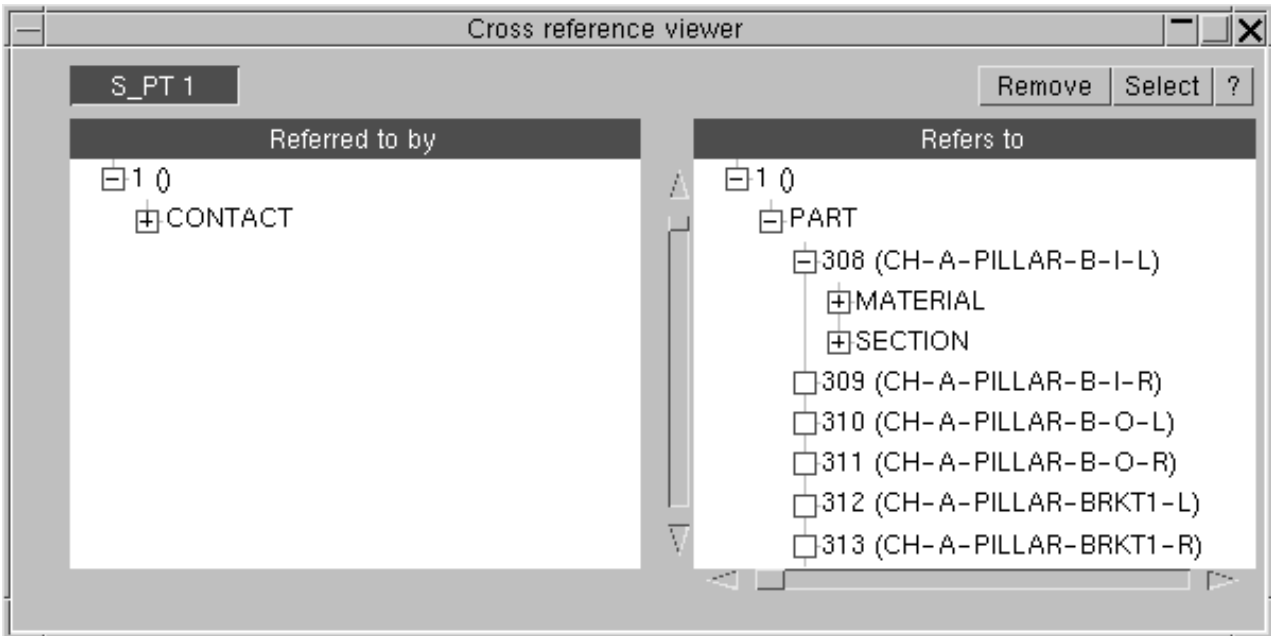 Cross reference viewer
S_PT 1
Remove Select ?
Referred to by
1 ()
CONTACT
Refers to
1 ()
PART
308 (CH-A-PILLAR-B-I-L)
MATERIAL
SECTION
309 (CH-A-PILLAR-B-I-R)
310 (CH-A-PILLAR-B-O-L)
311 (CH-A-PILLAR-B-O-R)
312 (CH-A-PILLAR-BRKT1-L)
313 (CH-A-PILLAR-BRKT1-R)